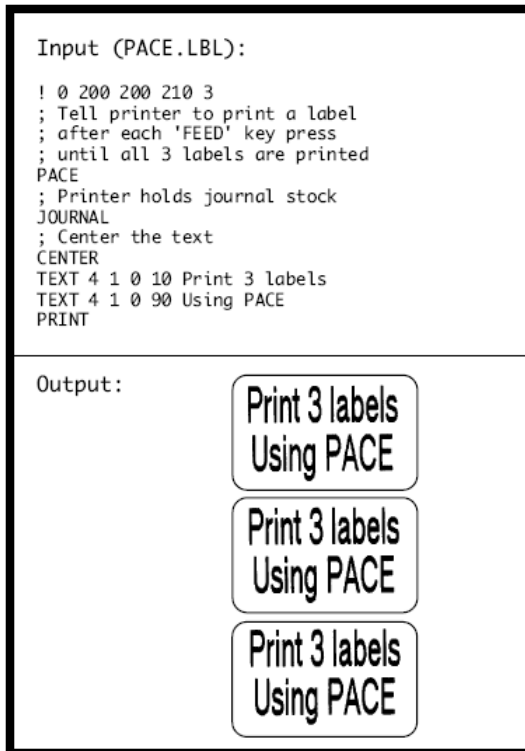 Input (PACE.LBL):
! 0 200 200 210 3
; Tell printer to print a label
; after each 'FEED' key press
; until all 3 labels are printed
PACE
; Printer holds journal stock
JOURNAL
; Center the text
CENTER
TEXT 4 1 0 10 Print 3 labels
TEXT 4 1 0 90 Using PACE
PRINT
Output:
Print 3 labels
Using PACE
Print 3 labels
Using PACE
Print 3 labels
Using PACE